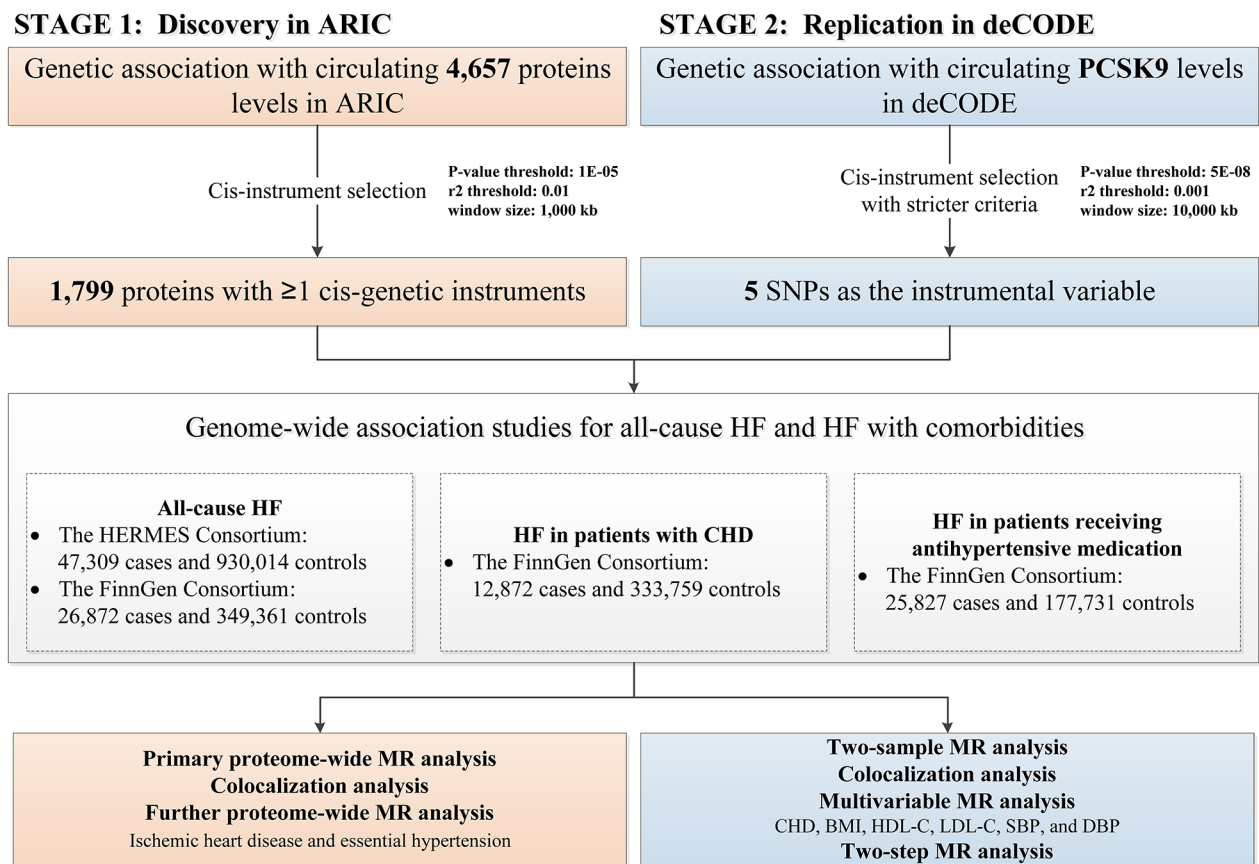 STAGE 1: Discovery in ARIC
Genetic association with circulating 4,657 proteins
levels in ARIC
Cis-instrument selection
P-value threshold: 1E-05
r2 threshold: 0.01
window size: 1,000 kb
1,799 proteins with ≥1 cis-genetic instruments
STAGE 2: Replication in deCODE
Genetic association with circulating PCSK9 levels
in deCODE
Cis-instrument selection
with stricter criteria
P-value threshold: 5E-08
r2 threshold: 0.001
window size: 10,000 kb
5 SNPs as the instrumental variable
Genome-wide association studies for all-cause HF and HF with comorbidities
All-cause HF
• The HERMES Consortium:
47,309 cases and 930,014 controls
• The FinnGen Consortium:
26,872 cases and 349,361 controls
HF in patients with CHD
• The FinnGen Consortium:
12,872 cases and 333,759 controls
HF in patients receiving
antihypertensive medication
• The FinnGen Consortium:
25,827 cases and 177,731 controls
Primary proteome-wide MR analysis
Colocalization analysis
Further proteome-wide MR analysis
Ischemic heart disease and essential hypertension
Two-sample MR analysis
Colocalization analysis
Multivariable MR analysis
CHD, BMI, HDL-C, LDL-C, SBP, and DBP
Two-step MR analysis